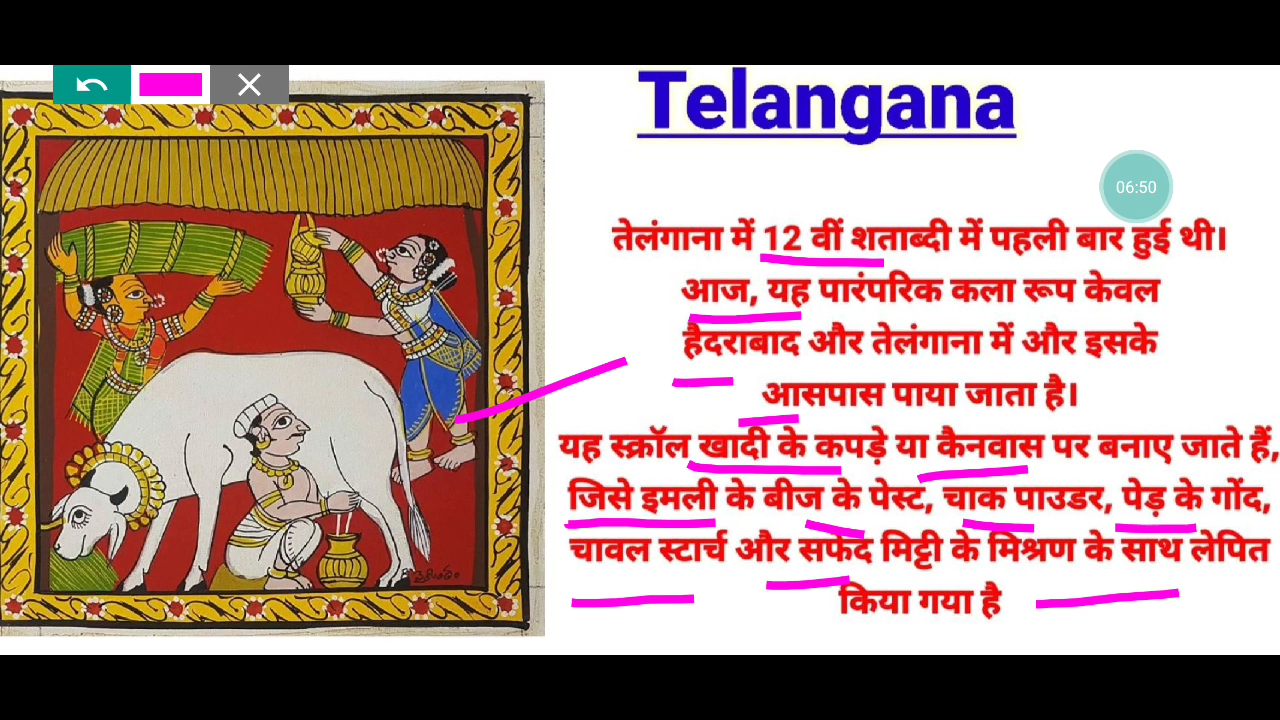 Telangana
06:50
तेलंगाना में 12 वीं शताब्दी में पहली बार हुई थी।
आज, यह पारंपरिक कला रूप केवल
हैदराबाद और तेलंगाना में और इसके
आसपास पाया जाता है।
यह स्क्रॉल खादी के कपड़े या कैनवास पर बनाए जाते हैं,
जिसे इमली के बीज के पेस्ट, चाक पाउडर, पेड़ के गोंद,
चावल स्टार्च और सफेद मिट्टी के मिश्रण के साथ लेपित
किया गया है